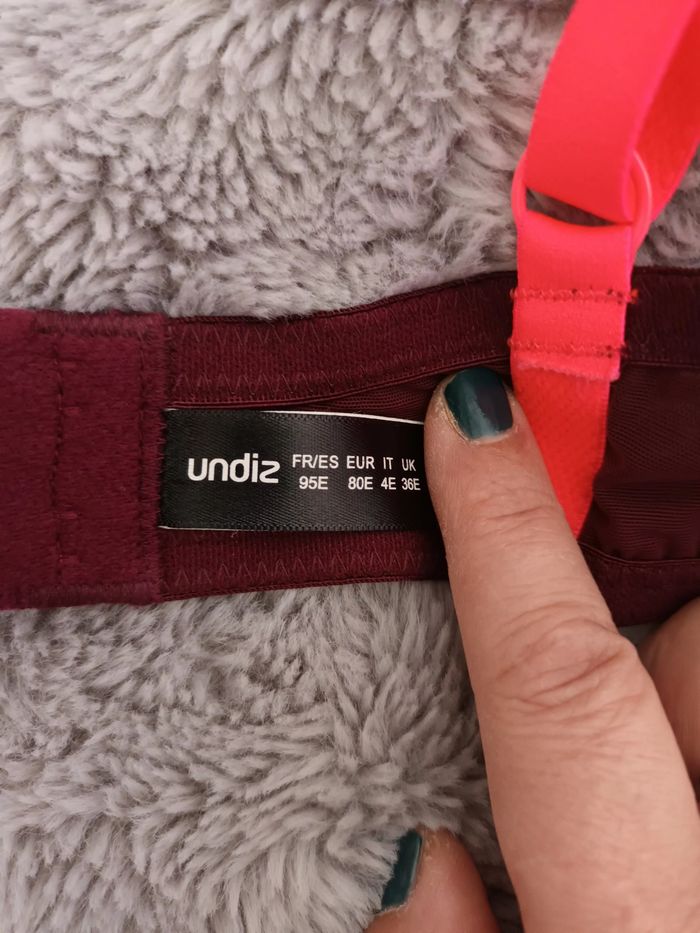 undiz
FR/ES EUR IT UK
95E 80E 4E 36E